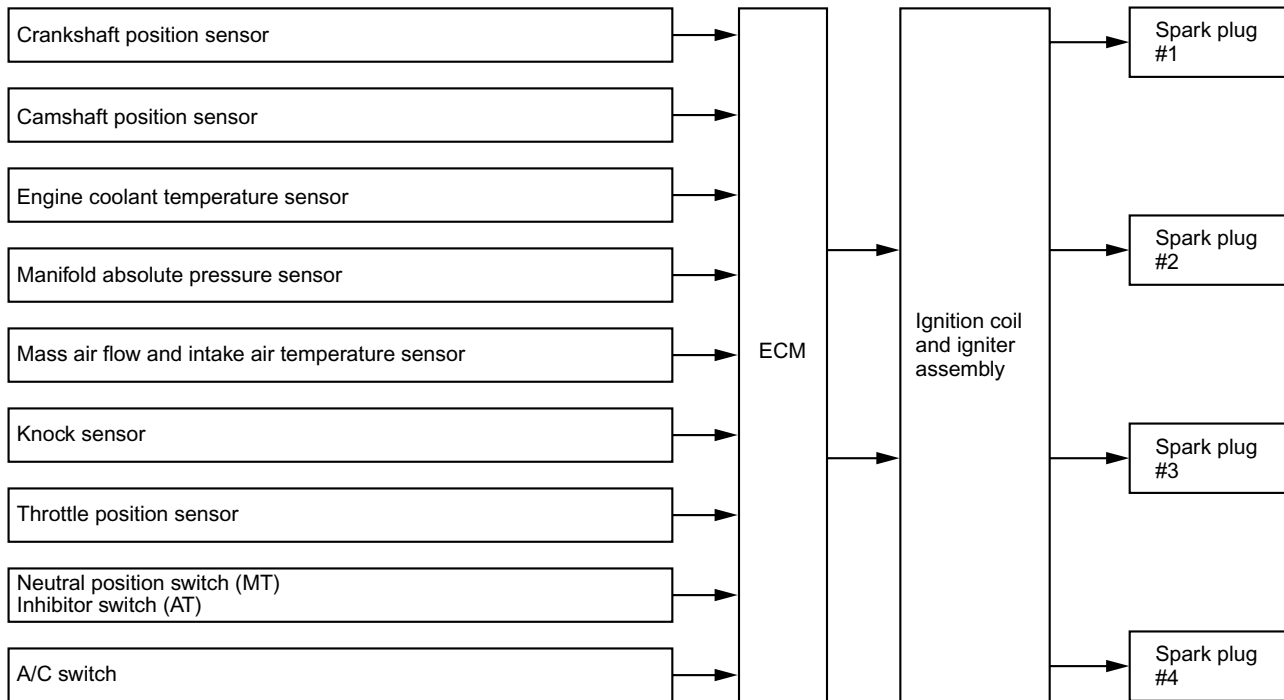 Crankshaft position sensor
Camshaft position sensor
Engine coolant temperature sensor
Manifold absolute pressure sensor
Mass air flow and intake air temperature sensor
Knock sensor
Throttle position sensor
Neutral position switch (MT)
Inhibitor switch (AT)
A/C switch
ECM
Ignition coil
and igniter
assembly
Spark plug
#1
Spark plug
#2
Spark plug
#3
Spark plug
#4